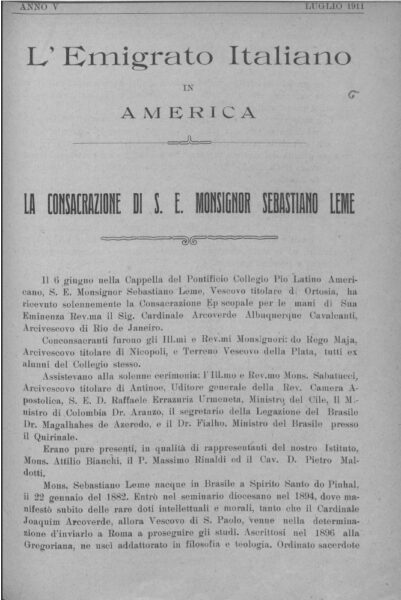 ANNO V LUGLIO 1911
L'Emigrato Italiano
IN
AMERICA
LA CONSACRAZIONE DI S. E. MONSIGNOR SEBASTIANO LEME
Il 6 giugno nella Cappella del Pontificio Collegio Pio Latino Ameri-
cano, S. E. Monsignor Sebastiano Leme, Vescovo titolare d. Ortosia, ha
ricevuto solennemente la Consacrazione Ep scopale per le mani di Sua
Eminenza Rev.ma il Sig. Cardinale Arcoverde Albuquerque Cavalcanti,
Arcivescovo di Rio de Janeiro.
Conconsacranti furono gli Ill.mi e Rev.mi Monsignori: do Rego Maja,
Arcivescovo titolare di Nicopoli, e Terreno Vescovo della Plata, tutti ex
alunni del Collegio stesso.
Assistevano alla solenne cerimonia: l'Ill.mo e Rev.mo Mons. Sabatucci,
Arcivescovo titolare di Antinoe, Uditore generale della Rev. Camera A-
postolica, S. E. D. Raffaele Errazuriz Urmeneta, Ministro del Cile, il M.-
nistro di Colombia Dr. Aranzo, il segretario della Legazione del Brasile
Dr. Magalhahes de Azeredo, e il Dr. Fialho. Ministro del Brasile presso
il Quirinale.
Erano pure presenti, in qualità di rappresentanti del nostro Istituto,
Mons. Attilio Bianchi, il P. Massimo Rinaldi ed il Cav. D. Pietro Mal-
dotti.
Mons. Sebastiano Leme nacque in Brasile a Spirito Santo do Pinhal,
ii 22 gennaio del 1882. Entrò nel seminario diocesano nel 1894, dove ma-
nifestò subito delle rare doti intellettuali e morali, tanto che il Cardinale
Joaquim Arcoverde, allora Vescovo di S. Paolo, venne nella determina-
zione d'inviarlo a Roma a proseguire gli studi. Ascrittosi nel 1896 alla
Gregoriana, ne uscì addattorato in filosofia e teologia. Ordinato sacerdote